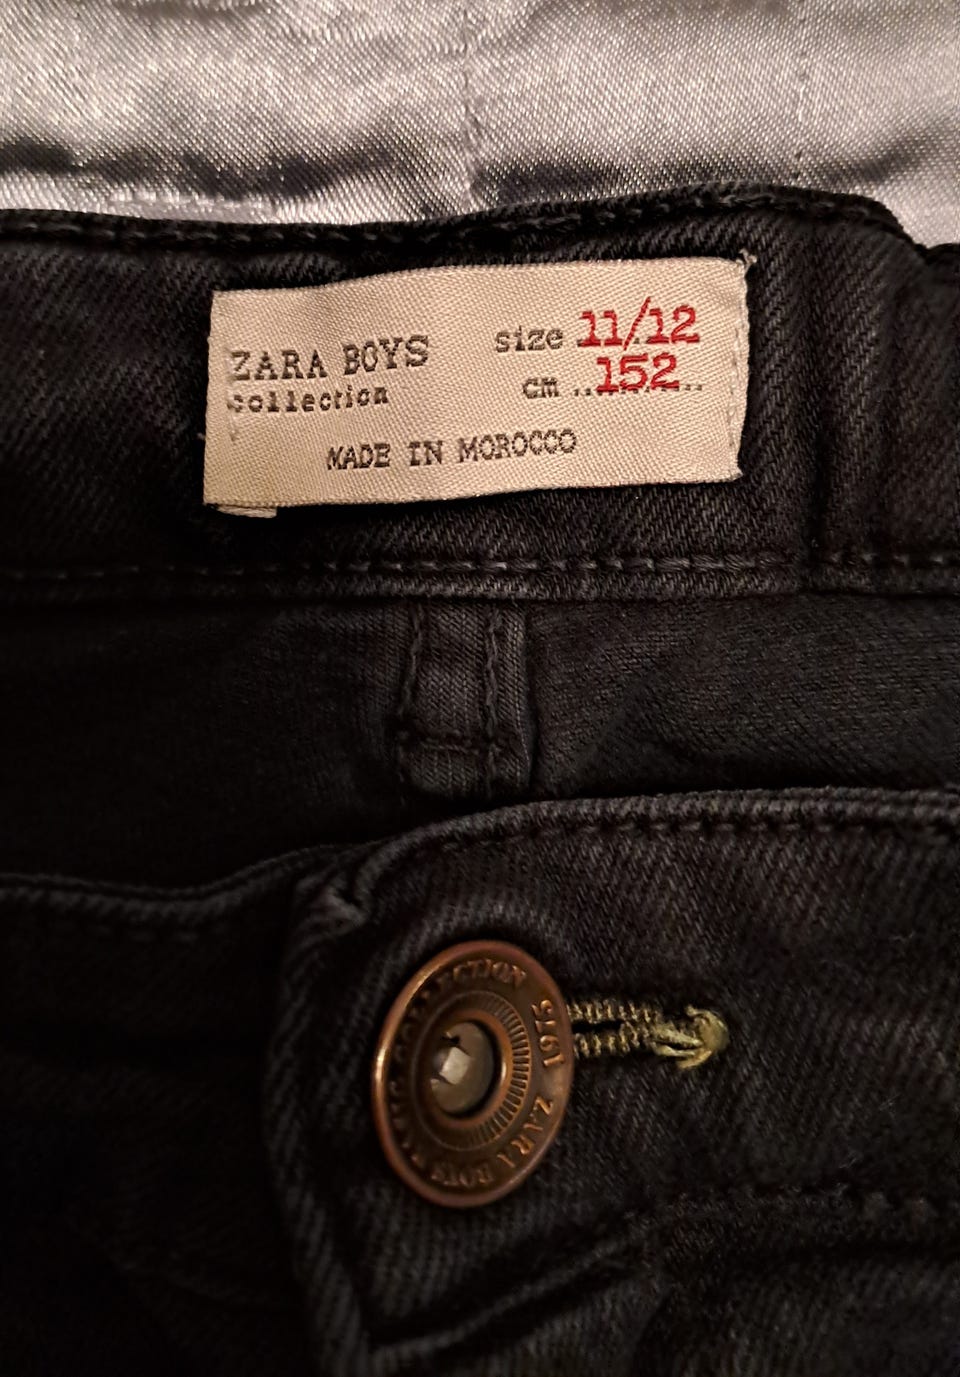 ZARA BOYS
collection
size 11/12
CM ..152..
MADE IN MOROCCO
COLLECTION 1975 ZARA BOYS